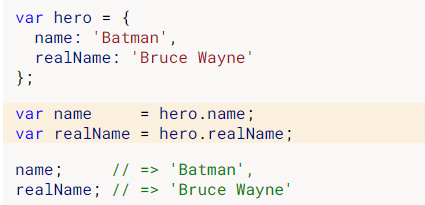 var hero = {
  name: 'Batman',
  realName: 'Bruce Wayne'
};
var name     = hero.name;
var realName = hero.realName;
name;     // => 'Batman',
realName; // => 'Bruce Wayne'